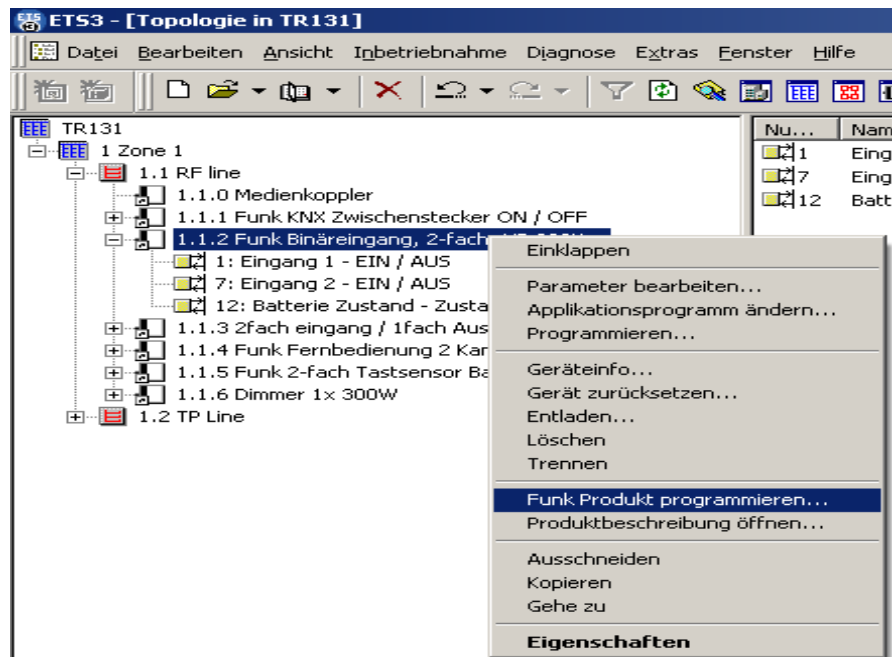 ETS3 - [Topologie in TR131]
Datei Bearbeiten Ansicht Inbetriebnahme Diagnose Extras Fenster Hilfe
TR131
1 Zone 1
1.1 RF line
1.1.0 Medienkoppler
1.1.1 Funk KNX Zwischenstecker ON / OFF
1.1.2 Funk Binäreingang, 2-fach
1: Eingang 1 - EIN / AUS
7: Eingang 2 - EIN / AUS
12: Batterie Zustand - Zusta
1.1.3 2fach eingang / 1fach Aus
1.1.4 Funk Fernbedienung 2 Kar
1.1.5 Funk 2-fach Tastsensor Ba
1.1.6 Dimmer 1x 300W
1.2 TP Line
Nu... Nam
1 Eing
7 Eing
12 Batt
Einklappen
Parameter bearbeiten...
Applikationsprogramm ändern...
Programmieren...
Geräteinfo...
Gerät zurücksetzen...
Entladen...
Löschen
Trennen
Funk Produkt programmieren...
Produktbeschreibung öffnen...
Ausschneiden
Kopieren
Gehe zu
Eigenschaften